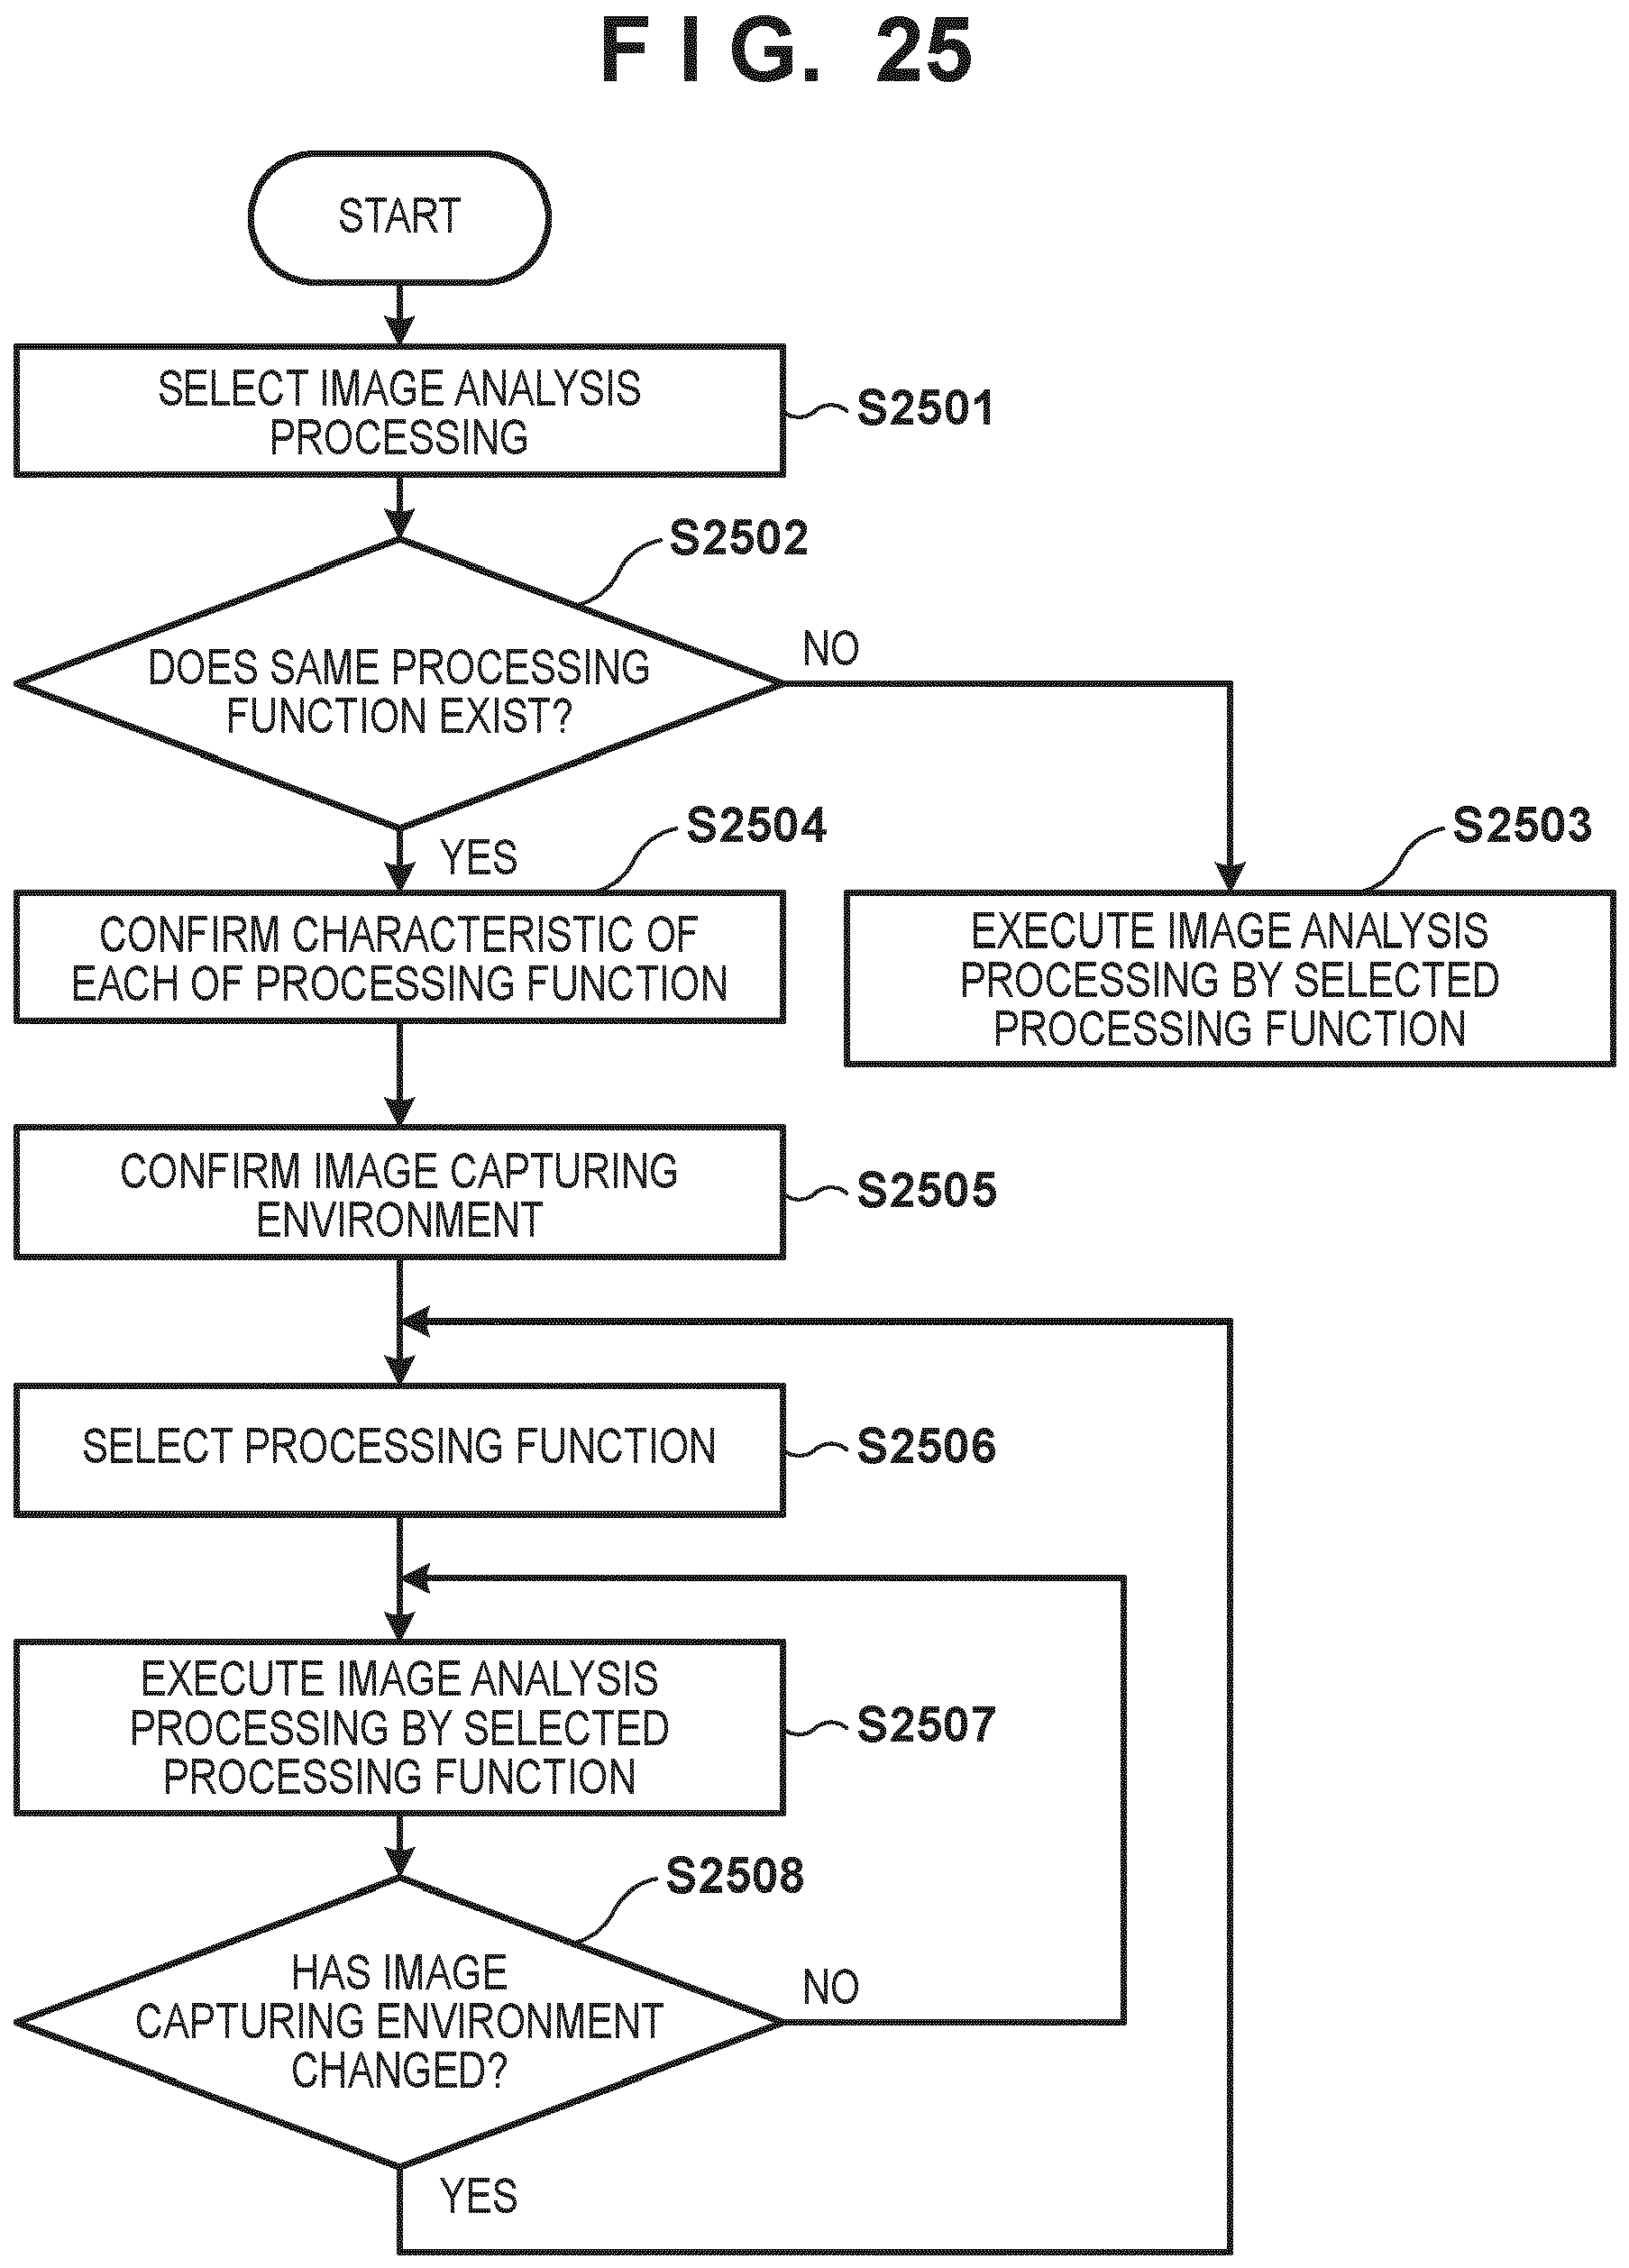 FIG. 25
START
SELECT IMAGE ANALYSIS
PROCESSING
S2501
S2502
DOES SAME PROCESSING
FUNCTION EXIST?
NO
YES
S2504
S2503
CONFIRM CHARACTERISTIC OF
EACH OF PROCESSING FUNCTION
EXECUTE IMAGE ANALYSIS
PROCESSING BY SELECTED
PROCESSING FUNCTION
CONFIRM IMAGE CAPTURING
ENVIRONMENT
S2505
SELECT PROCESSING FUNCTION
S2506
EXECUTE IMAGE ANALYSIS
PROCESSING BY SELECTED
PROCESSING FUNCTION
S2507
S2508
HAS IMAGE
CAPTURING ENVIRONMENT
CHANGED?
NO
YES